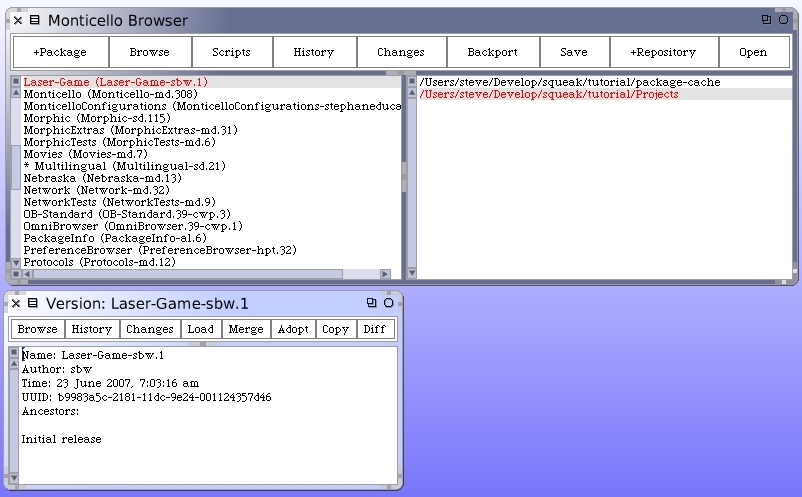 Monticello Browser
+Package Browse Scripts History Changes Backport Save +Repository Open
Laser-Game (Laser-Game-sbw.1)
Monticello (Monticello-md.308)
MonticelloConfigurations (MonticelloConfigurations-stephaneduca
Morphic (Morphic-sd.115)
MorphicExtras (MorphicExtras-md.31)
MorphicTests (MorphicTests-md.6)
Movies (Movies-md.7)
* Multilingual (Multilingual-sd.21)
Nebraska (Nebraska-md.13)
Network (Network-md.32)
NetworkTests (NetworkTests-md.9)
OB-Standard (OB-Standard.39-cwp.3)
OmniBrowser (OmniBrowser.39-cwp.1)
PackageInfo (PackageInfo-al.6)
PreferenceBrowser (PreferenceBrowser-hpt.32)
Protocols (Protocols-md.12)
/Users/steve/Develop/squeak/tutorial/package-cache
/Users/steve/Develop/squeak/tutorial/Projects
Version: Laser-Game-sbw.1
Browse History Changes Load Merge Adopt Copy Diff
Name: Laser-Game-sbw.1
Author: sbw
Time: 23 June 2007, 7:03:16 am
UUID: b9983a5c-2181-11dc-9e24-001124357d46
Ancestors:
Initial release